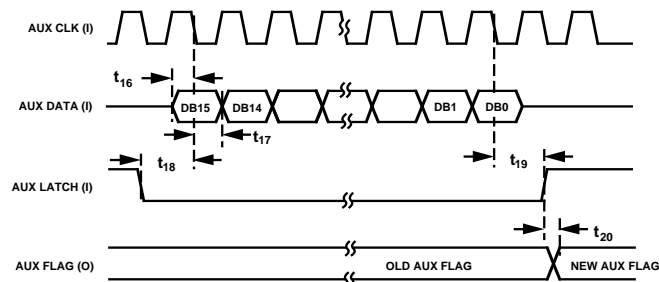 AUX CLK (I)
t16
AUX DATA (I)
DB15 DB14 DB1 DB0
t17
t18 t19
AUX LATCH (I)
t20
AUX FLAG (O) OLD AUX FLAG NEW AUX FLAG